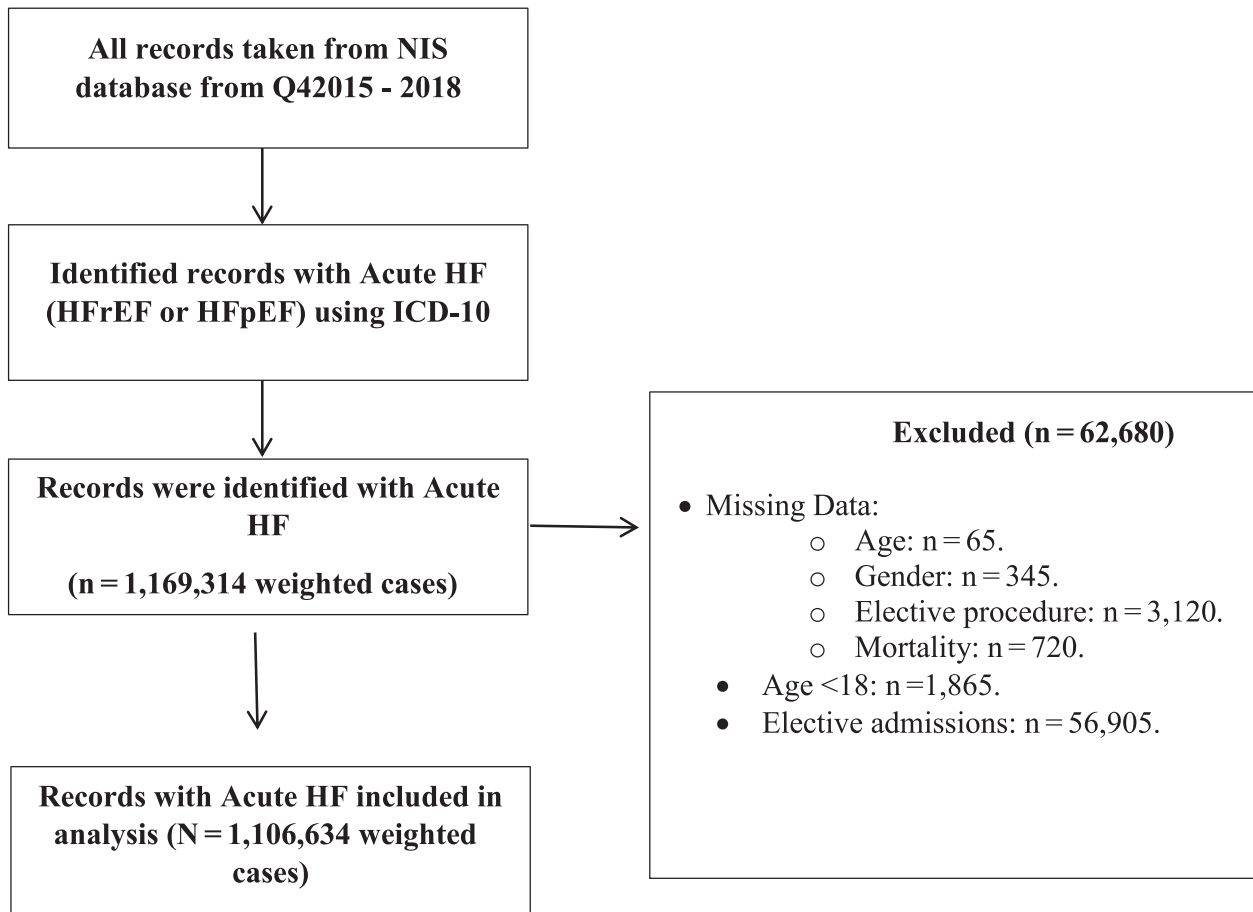 All records taken from NIS
database from Q42015 - 2018
Identified records with Acute HF
(HFrEF or HFpEF) using ICD-10
Records were identified with Acute
HF
(n = 1,169,314 weighted cases)
Excluded (n = 62,680)
• Missing Data:
o Age: n = 65.
o Gender: n = 345.
o Elective procedure: n = 3,120.
o Mortality: n = 720.
• Age <18: n =1,865.
• Elective admissions: n = 56,905.
Records with Acute HF included in
analysis (N = 1,106,634 weighted
cases)